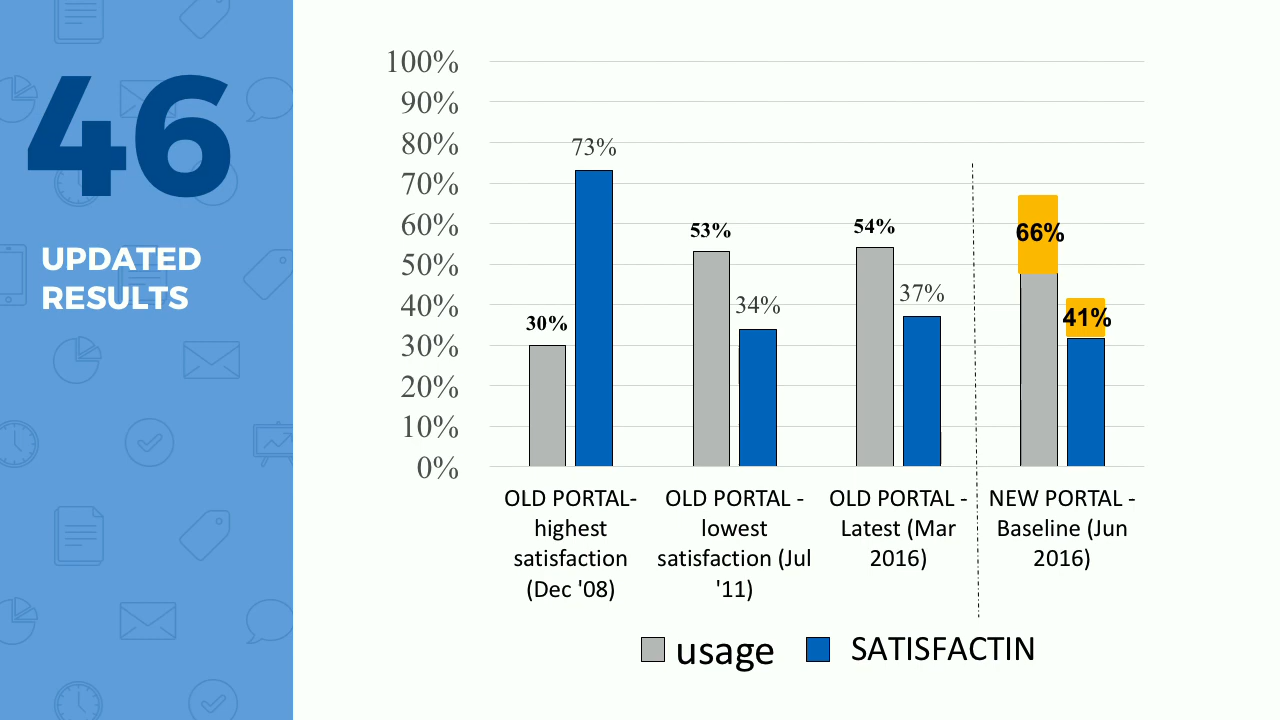 46
UPDATED
RESULTS
100%
90%
80%
70%
60%
50%
40%
30%
20%
10%
0%
30%
73%
53%
34%
54%
37%
66%
41%
OLD PORTAL-
highest
satisfaction
(Dec '08)
OLD PORTAL -
lowest
satisfaction (Jul
'11)
OLD PORTAL -
Latest (Mar
2016)
NEW PORTAL -
Baseline (Jun
2016)
usage
SATISFACTIN